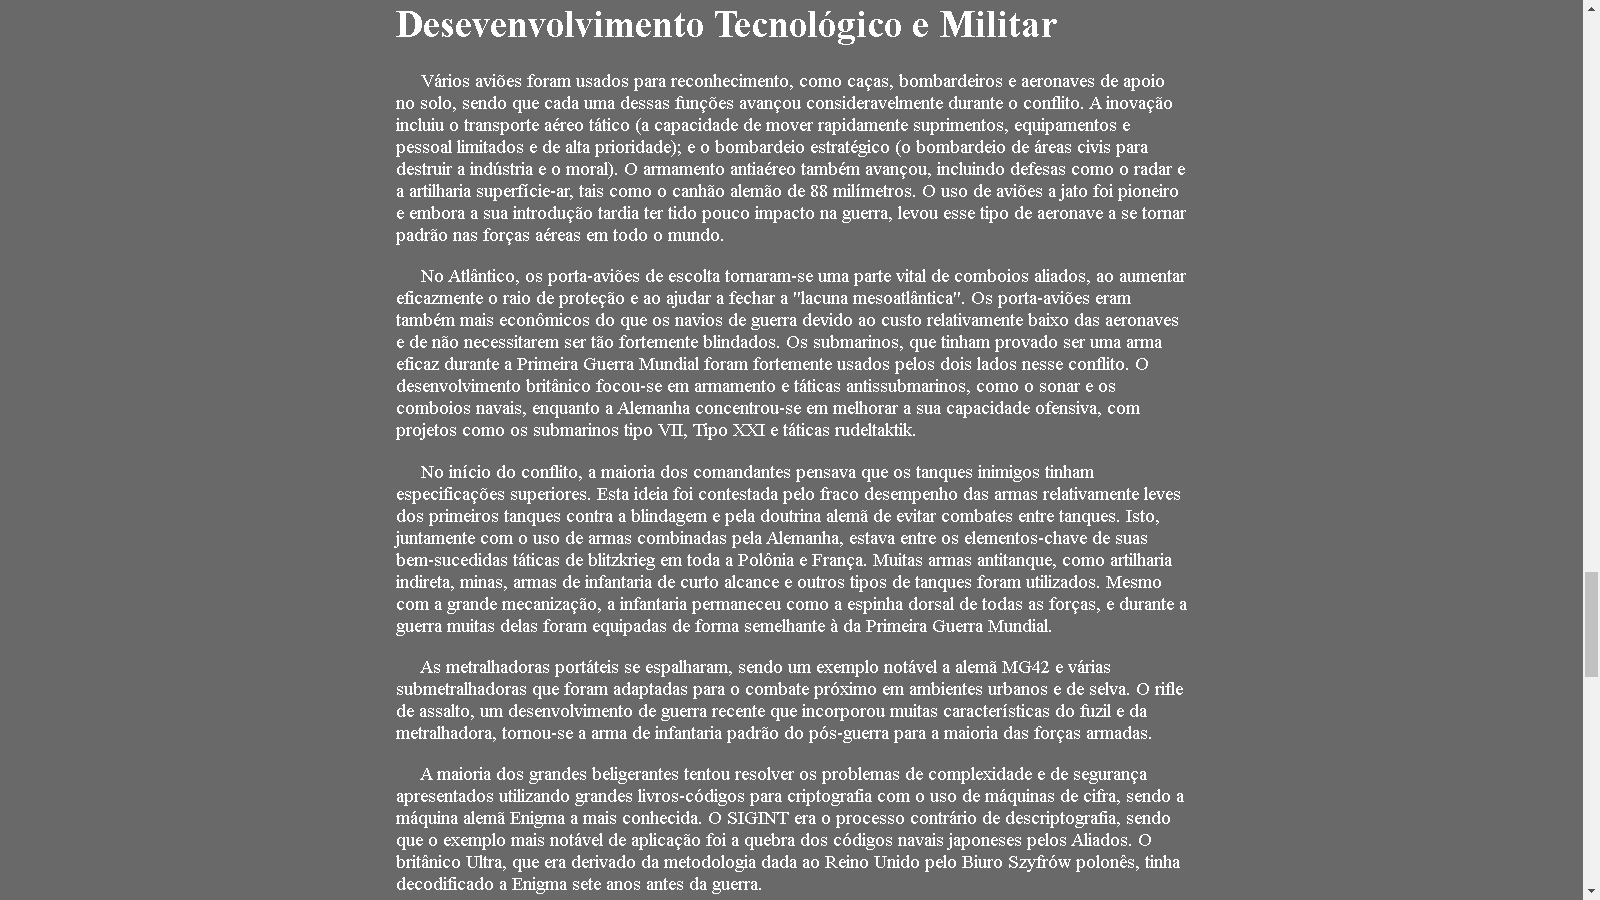 Desevenvolvimento Tecnológico e Militar
Vários aviões foram usados para reconhecimento, como caças, bombardeiros e aeronaves de apoio
no solo, sendo que cada uma dessas funções avançou consideravelmente durante o conflito. A inovação
incluiu o transporte aéreo tático (a capacidade de mover rapidamente suprimentos, equipamentos e
pessoal limitados e de alta prioridade); e o bombardeio estratégico (o bombardeio de áreas civis para
destruir a indústria e o moral). O armamento antiaéreo também avançou, incluindo defesas como o radar e
a artilharia superfície-ar, tais como o canhão alemão de 88 milímetros. O uso de aviões a jato foi pioneiro
e embora a sua introdução tardia ter tido pouco impacto na guerra, levou esse tipo de aeronave a se tornar
padrão nas forças aéreas em todo o mundo.
No Atlântico, os porta-aviões de escolta tornaram-se uma parte vital de comboios aliados, ao aumentar
eficazmente o raio de proteção e ao ajudar a fechar a "lacuna mesoatlântica". Os porta-aviões eram
também mais econômicos do que os navios de guerra devido ao custo relativamente baixo das aeronaves
e de não necessitarem ser tão fortemente blindados. Os submarinos, que tinham provado ser uma arma
eficaz durante a Primeira Guerra Mundial foram fortemente usados pelos dois lados nesse conflito. O
desenvolvimento britânico focou-se em armamento e táticas antissubmarinos, como o sonar e os
comboios navais, enquanto a Alemanha concentrou-se em melhorar a sua capacidade ofensiva, com
projetos como os submarinos tipo VII, Tipo XXI e táticas rudeltaktik.
No início do conflito, a maioria dos comandantes pensava que os tanques inimigos tinham
especificações superiores. Esta ideia foi contestada pelo fraco desempenho das armas relativamente leves
dos primeiros tanques contra a blindagem e pela doutrina alemã de evitar combates entre tanques. Isto,
juntamente com o uso de armas combinadas pela Alemanha, estava entre os elementos-chave de suas
bem-sucedidas táticas de blitzkrieg em toda a Polônia e França. Muitas armas antitanque, como artilharia
indireta, minas, armas de infantaria de curto alcance e outros tipos de tanques foram utilizados. Mesmo
com a grande mecanização, a infantaria permaneceu como a espinha dorsal de todas as forças, e durante a
guerra muitas delas foram equipadas de forma semelhante à da Primeira Guerra Mundial.
As metralhadoras portáteis se espalharam, sendo um exemplo notável a alemã MG42 e várias
submetralhadoras que foram adaptadas para o combate próximo em ambientes urbanos e de selva. O rifle
de assalto, um desenvolvimento de guerra recente que incorporou muitas características do fuzil e da
metralhadora, tornou-se a arma de infantaria padrão do pós-guerra para a maioria das forças armadas.
A maioria dos grandes beligerantes tentou resolver os problemas de complexidade e de segurança
apresentados utilizando grandes livros-códigos para criptografia com o uso de máquinas de cifra, sendo a
máquina alemã Enigma a mais conhecida. O SIGINT era o processo contrário de descriptografia, sendo
que o exemplo mais notável de aplicação foi a quebra dos códigos navais japoneses pelos Aliados. O
britânico Ultra, que era derivado da metodologia dada ao Reino Unido pelo Biuro Szyfrów polonês, tinha
decodificado a Enigma sete anos antes da guerra.